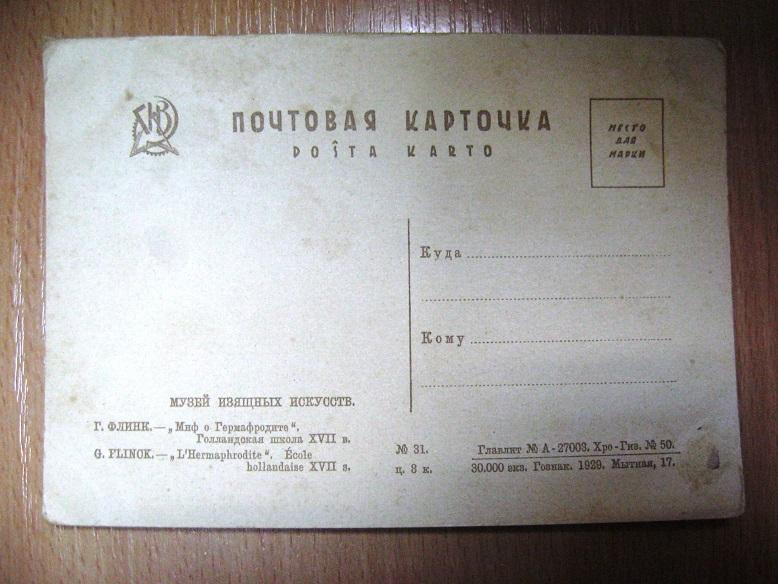 ПОЧТОВАЯ КАРТОЧКА
POŜTA KARTO
МЕСТО
ДЛЯ
МАРКИ
Куда
Кому
МУЗЕЙ ИЗЯЩНЫХ ИСКУССТВ.
Г. ФЛИНК.—„Миф о Гермафродите“.
Голландская школа XVII в.
G. FLINCK.—„L'Hermaphrodite“. École
hollandaise XVII s.
№ 31.
ц. 8 к.
Главлит № А-27003. Хро-Гиз. № 50.
30.000 экз. Гознак. 1929. Мытная, 17.